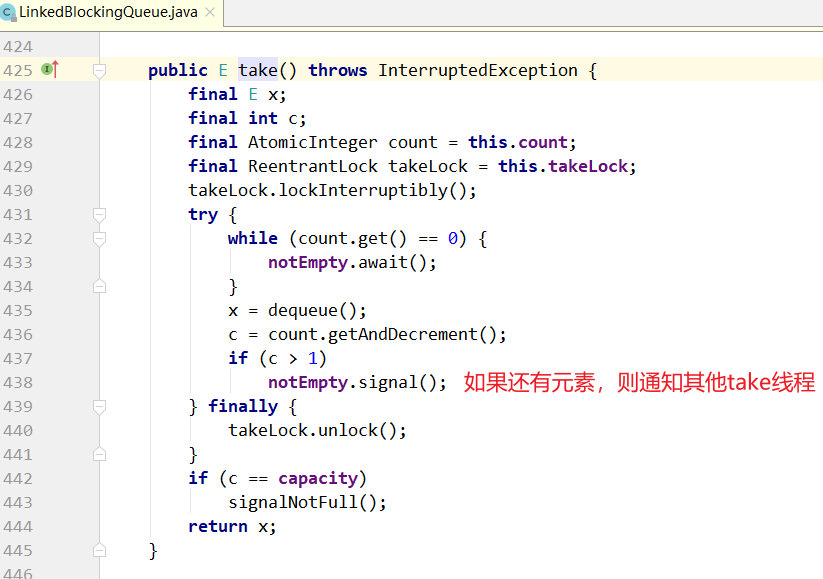 LinkedBlockingQueue.java
424
425 public E take() throws InterruptedException {
426 final E x;
427 final int c;
428 final AtomicInteger count = this.count;
429 final ReentrantLock takeLock = this.takeLock;
430 takeLock.lockInterruptibly();
431 try {
432 while (count.get() == 0) {
433 notEmpty.await();
434 }
435 x = dequeue();
436 c = count.getAndDecrement();
437 if (c > 1)
438 notEmpty.signal(); 如果还有元素，则通知其他take线程
439 } finally {
440 takeLock.unlock();
441 }
442 if (c == capacity)
443 signalNotFull();
444 return x;
445 }
446